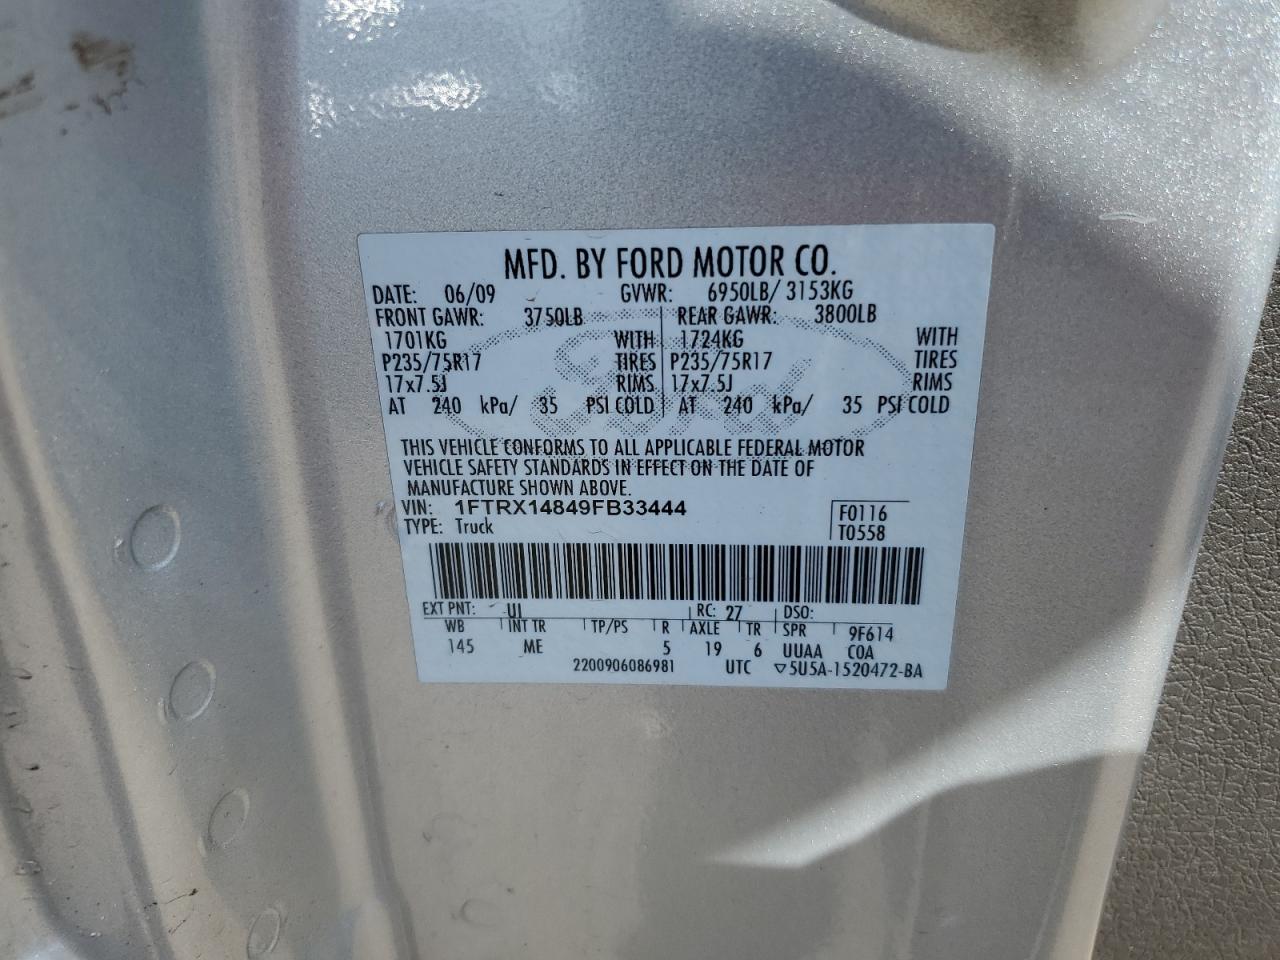 MFD. BY FORD MOTOR CO.
DATE: 06/09 GVWR: 6950LB/ 3153KG
FRONT GAWR: 3750LB REAR GAWR: 3800LB
1701KG WITH 1724KG WITH
P235/75R17 TIRES P235/75R17 TIRES
17x7.5J RIMS 17x7.5J RIMS
AT 240 kPa/ 35 PSI COLD AT 240 kPa/ 35 PSI COLD
Ford
THIS VEHICLE CONFORMS TO ALL APPLICABLE FEDERAL MOTOR
VEHICLE SAFETY STANDARDS IN EFFECT ON THE DATE OF
MANUFACTURE SHOWN ABOVE.
VIN: 1FTRX14849FB33444 F0116
TYPE: Truck T0558
EXT PNT: UI RC: 27 DSO:
WB INT TR TP/PS R AXLE TR SPR 9F614
145 ME 5 19 6 UUAA COA
2200906086981 UTC ▽5U5A-1520472-BA